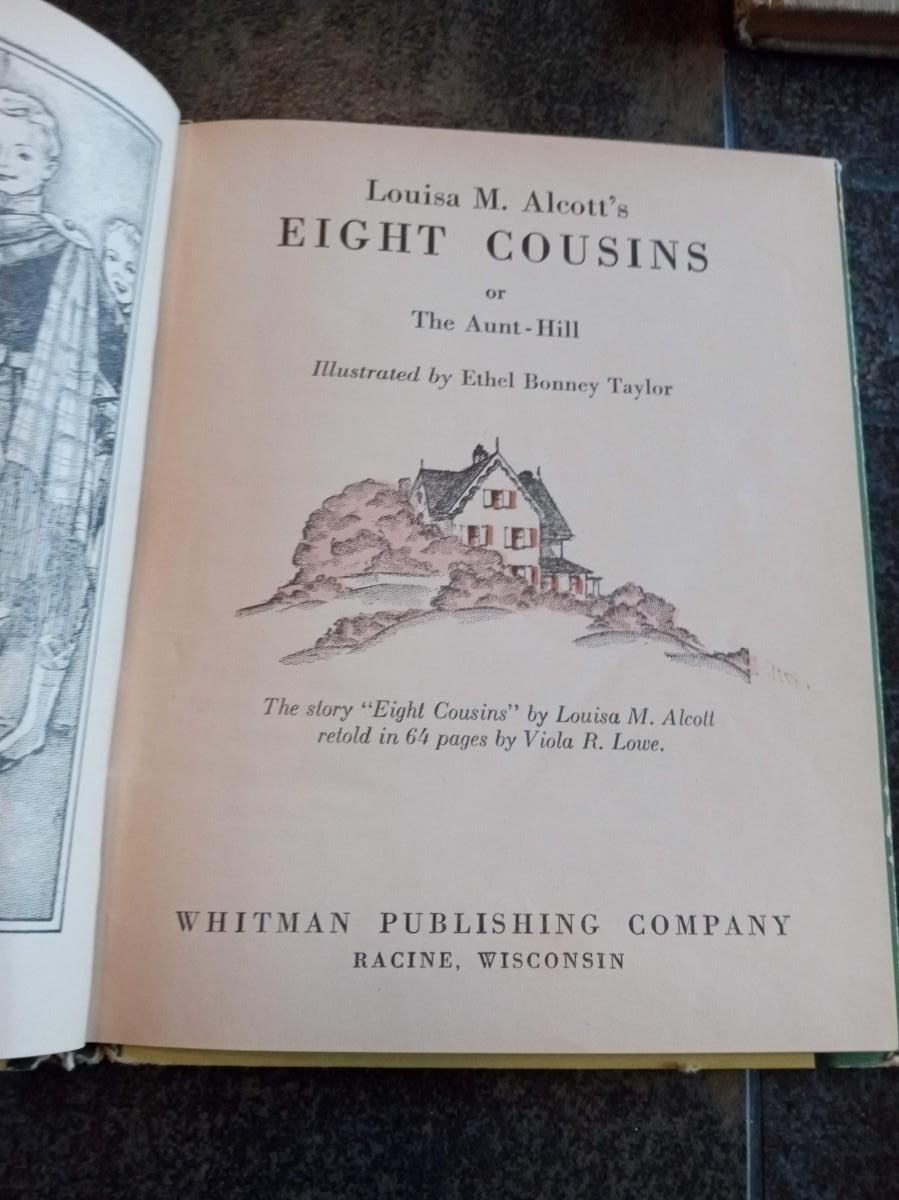 Louisa M. Alcott's
EIGHT COUSINS
or
The Aunt-Hill
Illustrated by Ethel Bonney Taylor
The story "Eight Cousins" by Louisa M. Alcott
retold in 64 pages by Viola R. Lowe.
WHITMAN PUBLISHING COMPANY
RACINE, WISCONSIN